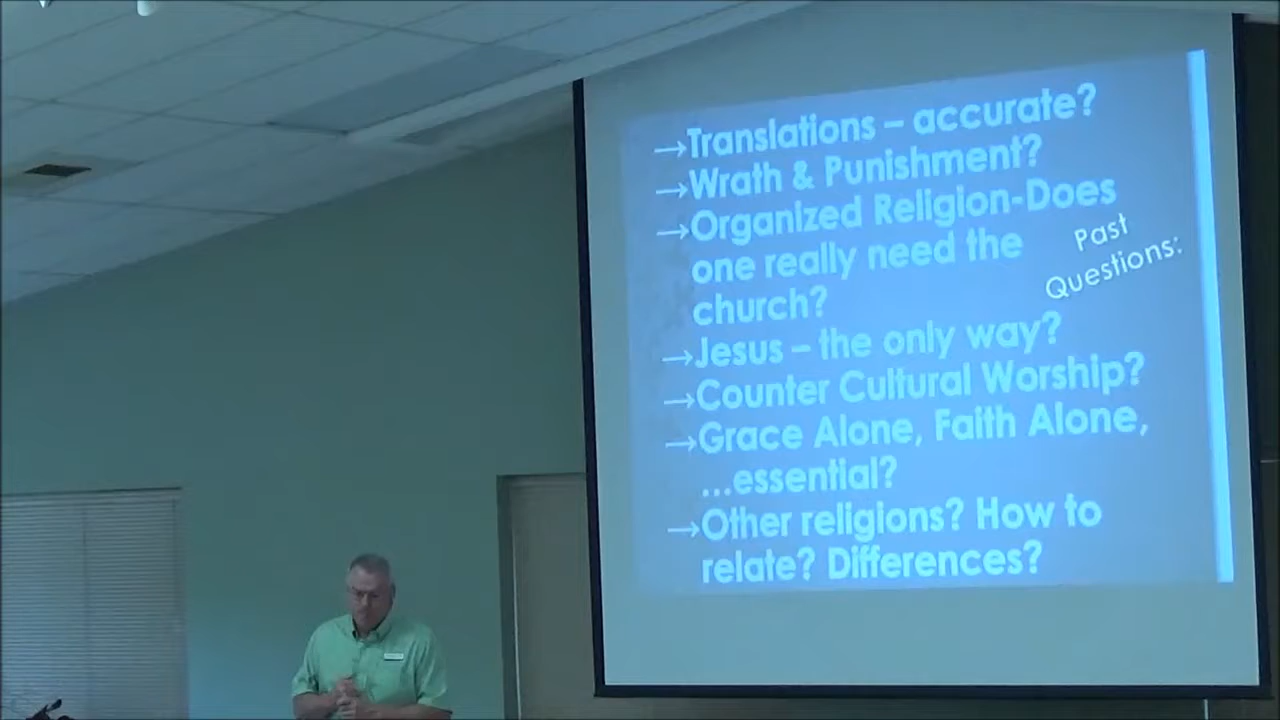 →Translations – accurate?
→Wrath & Punishment?
→Organized Religion-Does
one really need the
church?
→Jesus – the only way?
→Counter Cultural Worship?
→Grace Alone, Faith Alone,
...essential?
→Other religions? How to
relate? Differences?
Past
Questions: